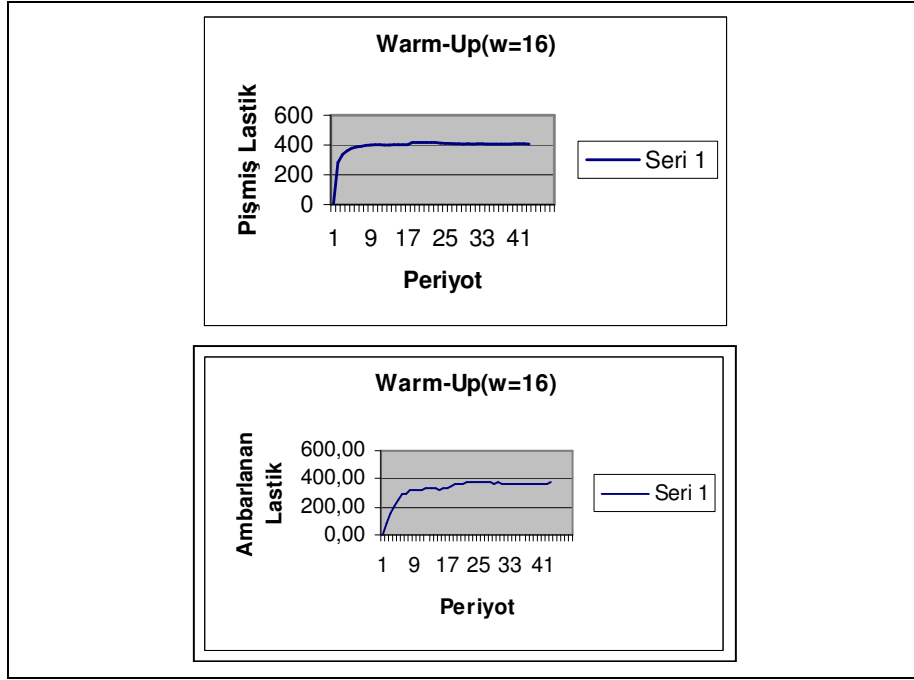 Warm-Up(w=16)
Pişmiş Lastik
600
400
200
0
1 9 17 25 33 41
Periyot
Seri 1
Warm-Up(w=16)
Ambarlanan
Lastik
600,00
400,00
200,00
0,00
1 9 17 25 33 41
Periyot
Seri 1